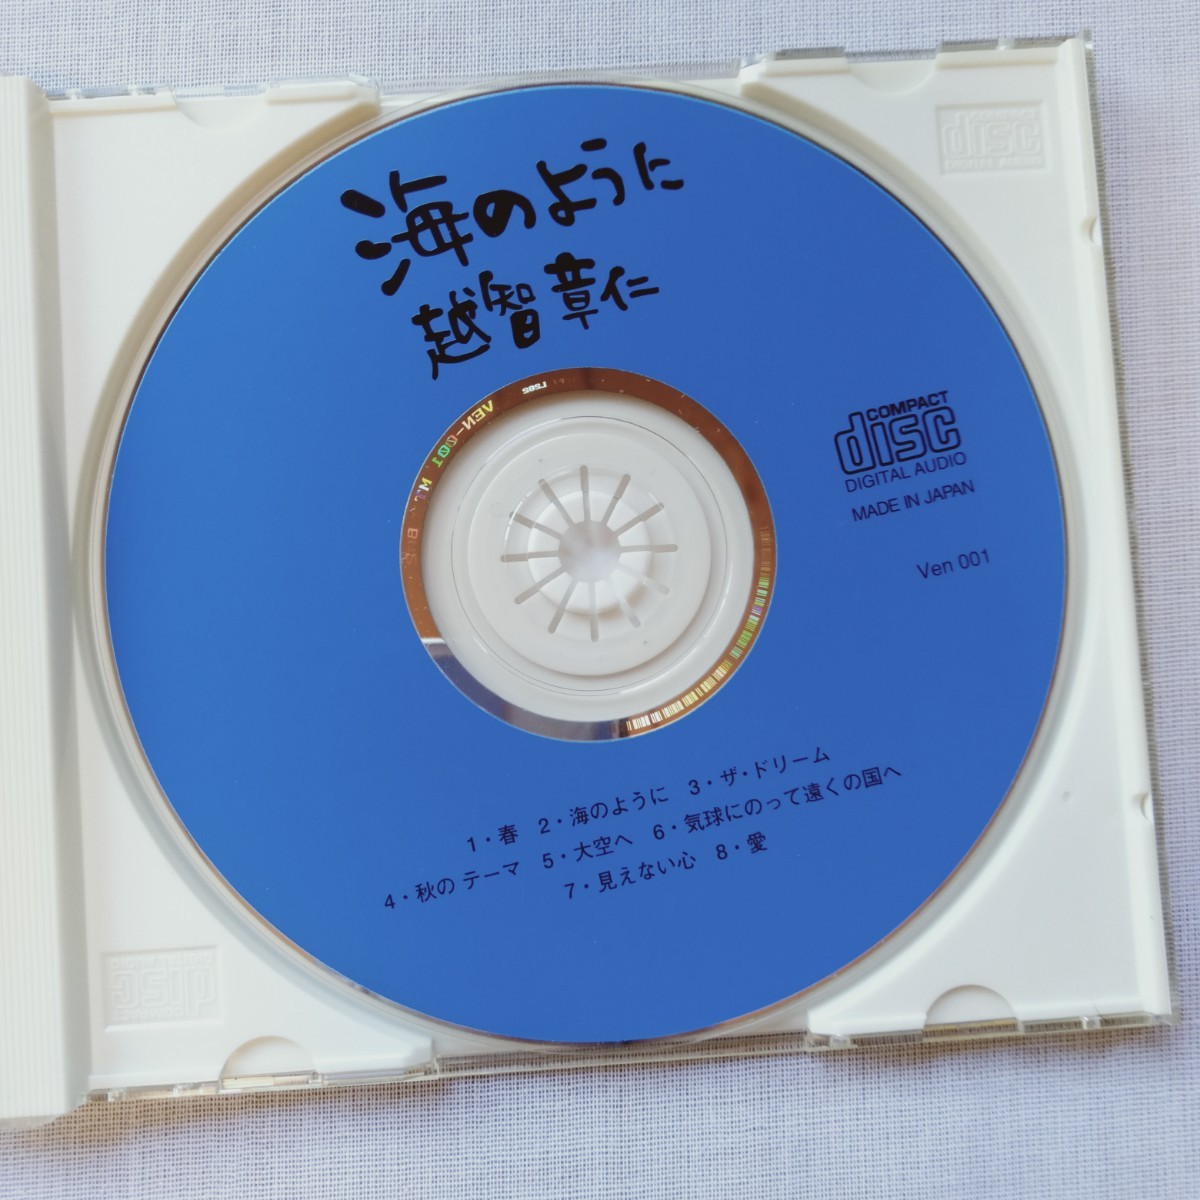 海のように
越智章仁
COMPACT
disc
DIGITAL AUDIO
MADE IN JAPAN
Ven 001
VEN-001
1・春 2・海のように 3・ザ・ドリーム
4・秋の テーマ 5・大空へ 6・気球にのって遠くの国へ
7・見えない心 8・愛